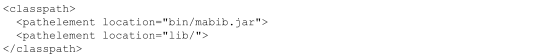 <classpath>
  <pathelement location="bin/mabib.jar">
  <pathelement location="lib/">
</classpath>